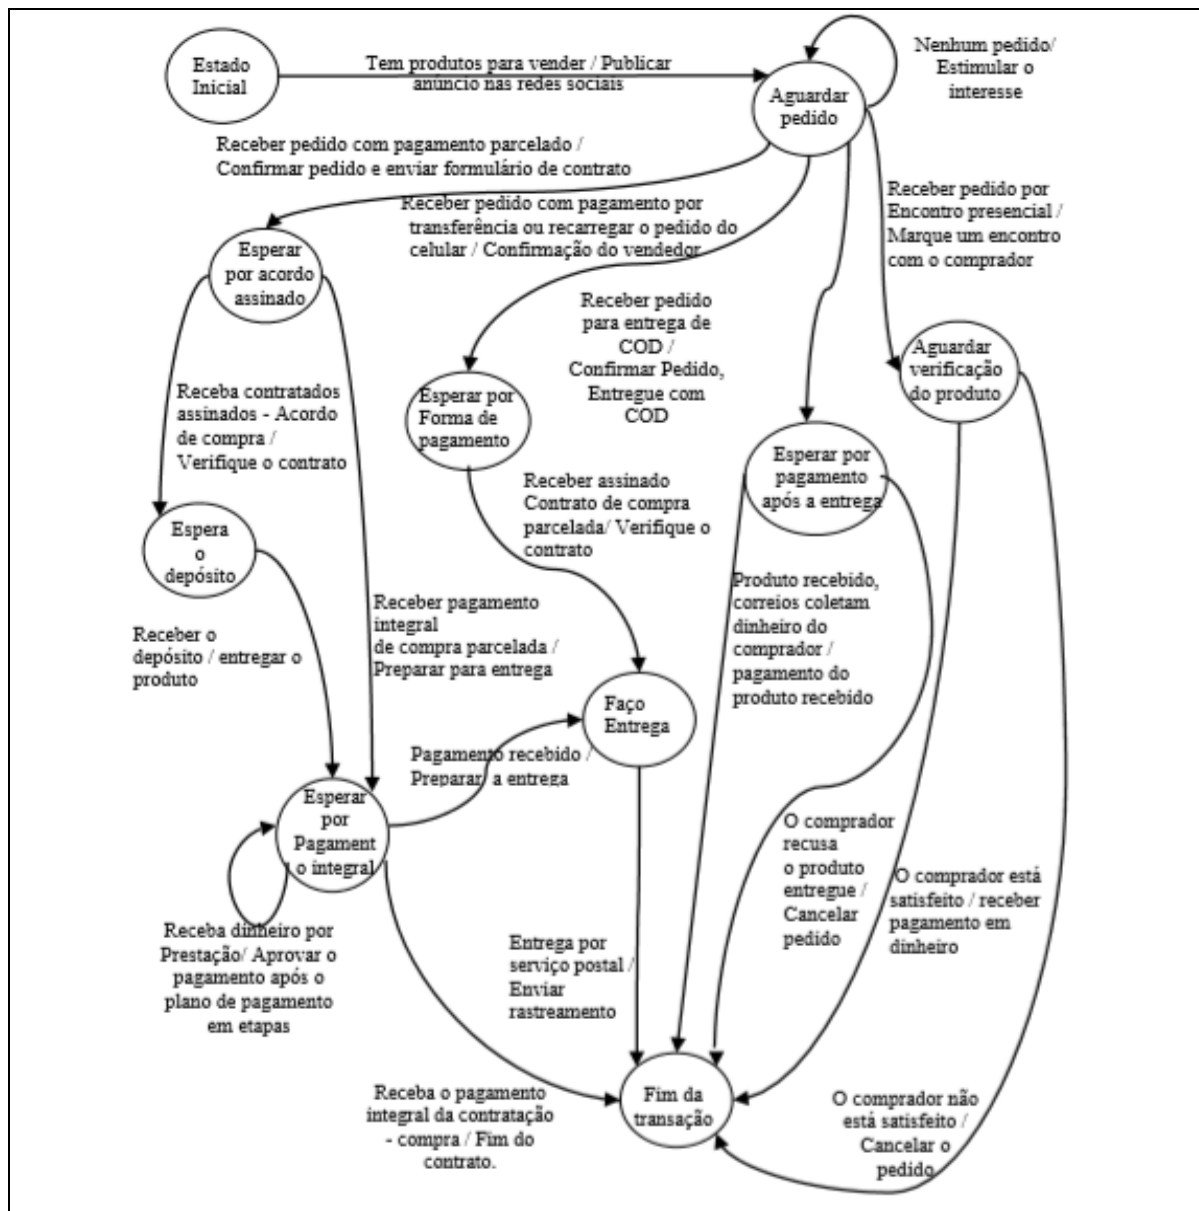 Estado
Inicial
Tem produtos para vender / Publicar
anúncio nas redes sociais
Aguardar
pedido
Nenhum pedido/
Estimular o
interesse
Receber pedido com pagamento parcelado /
Confirmar pedido e enviar formulário de contrato
Receber pedido com pagamento por
transferência ou recarregar o pedido do
celular / Confirmação do vendedor
Receber pedido por
Encontro presencial /
Marque um encontro
com o comprador
Esperar
por acordo
assinado
Receber pedido
para entrega de
COD /
Confirmar Pedido,
Entregue com
COD
Aguardar
verificação
do produto
Receba contratados
assinados - Acordo
de compra /
Verifique o contrato
Esperar por
Forma de
pagamento
Esperar por
pagamento
após a entrega
Receber assinado
Contrato de compra
parcelada/ Verifique o
contrato
Espera
o
depósito
Receber o
depósito / entregar o
produto
Receber pagamento
integral
de compra parcelada /
Preparar para entrega
Produto recebido,
correios coletam
dinheiro do
comprador /
pagamento do
produto recebido
Faço
Entrega
Pagamento recebido /
Preparar a entrega
Esperar
por
Pagament
o integral
O comprador
recusa
o produto
entregue /
Cancelar
pedido
O comprador está
satisfeito / receber
pagamento em
dinheiro
Receba dinheiro por
Prestação/ Aprovar o
pagamento após o
plano de pagamento
em etapas
Entrega por
serviço postal /
Enviar
rastreamento
Fim da
transação
Receba o pagamento
integral da contratação
- compra / Fim do
contrato.
O comprador não
está satisfeito /
Cancelar o
pedido